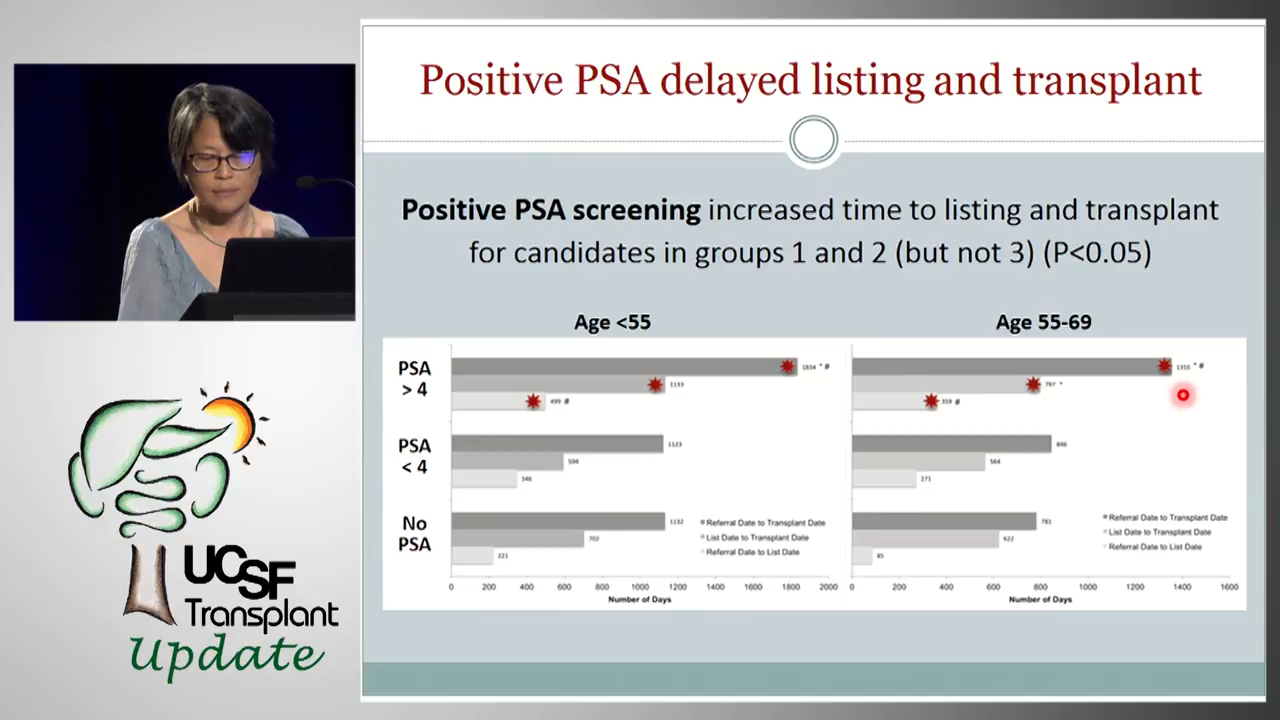 Positive PSA delayed listing and transplant
Positive PSA screening increased time to listing and transplant
for candidates in groups 1 and 2 (but not 3) (P<0.05)
Age <55
PSA
> 4
1834 * #
1133
499 #
PSA
< 4
1123
594
346
No
PSA
1132
702
221
Referral Date to Transplant Date
List Date to Transplant Date
Referral Date to List Date
0 200 400 600 800 1000 1200 1400 1600 1800 2000
Number of Days
Age 55-69
1355 * #
797 *
359 #
846
564
271
781
622
85
Referral Date to Transplant Date
List Date to Transplant Date
Referral Date to List Date
0 200 400 600 800 1000 1200 1400 1600
Number of Days
UCSF
Transplant
Update